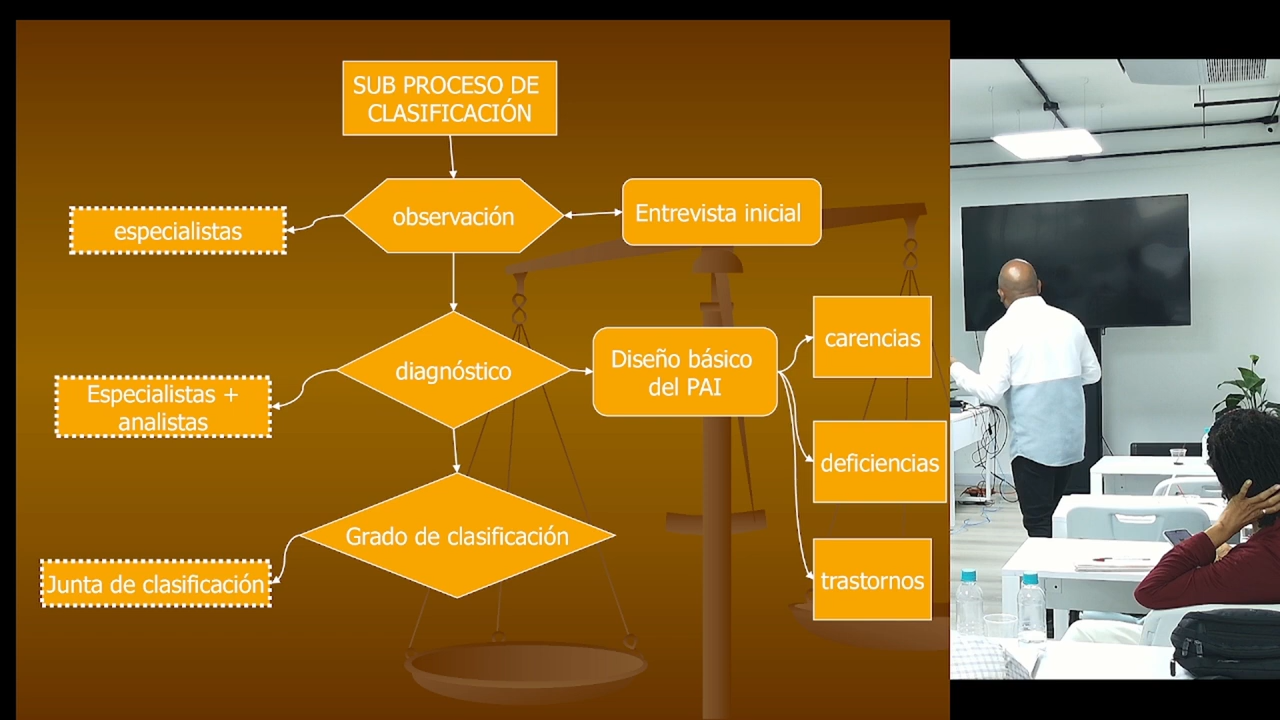 SUB PROCESO DE
CLASIFICACIÓN
observación
Entrevista inicial
especialistas
diagnóstico
Diseño básico
del PAI
carencias
Especialistas +
analistas
deficiencias
Grado de clasificación
Junta de clasificación
trastornos